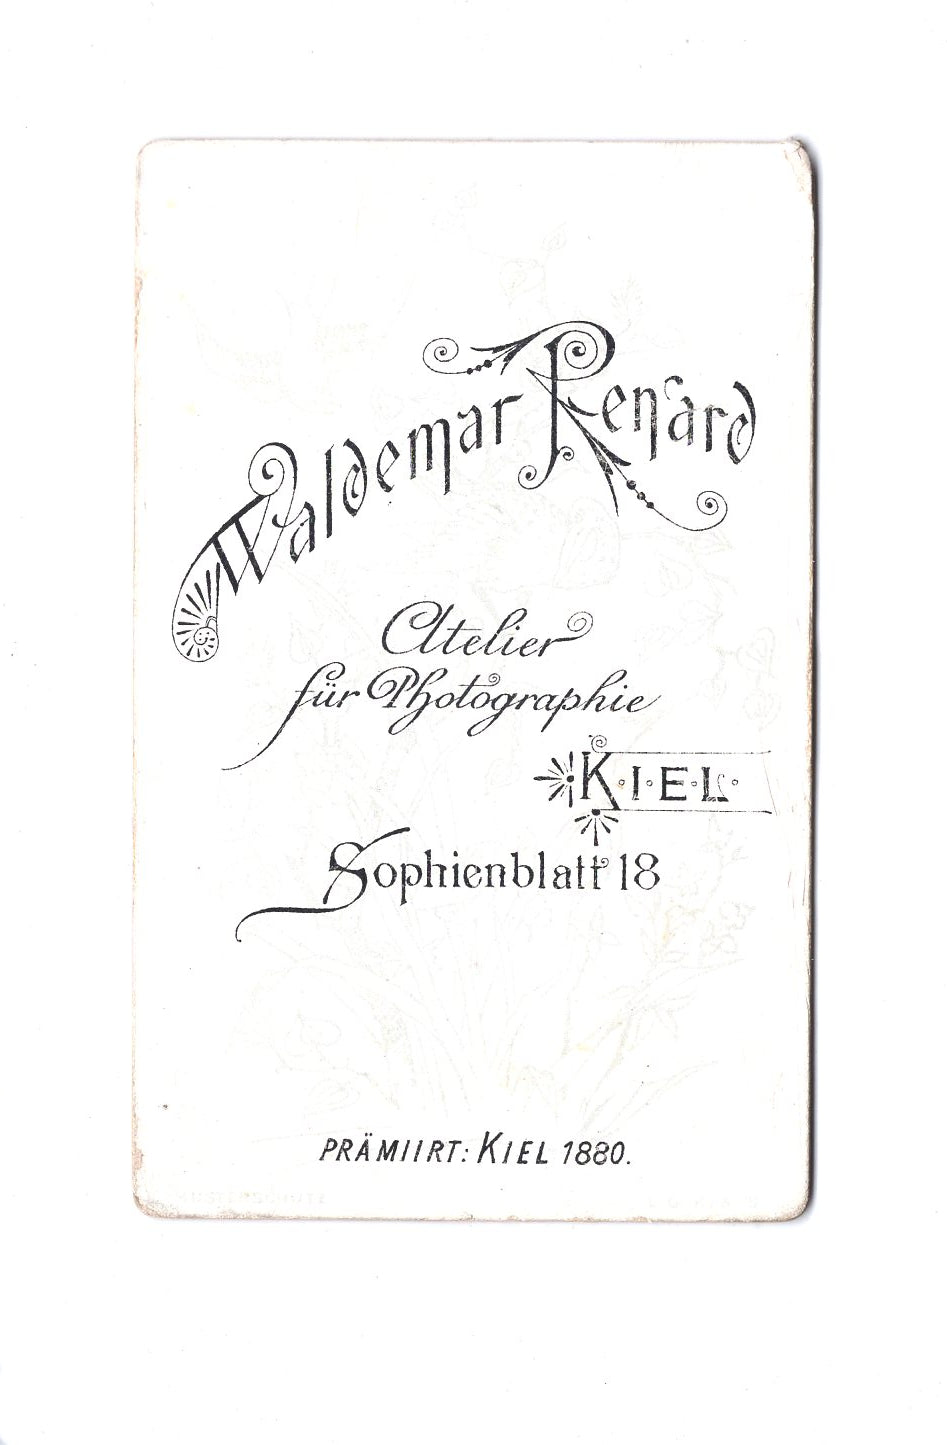 Waldemar Renard
Atelier
für Photographie
KIEL
Sophienblatt 18
PRÄMIIRT: KIEL 1880.